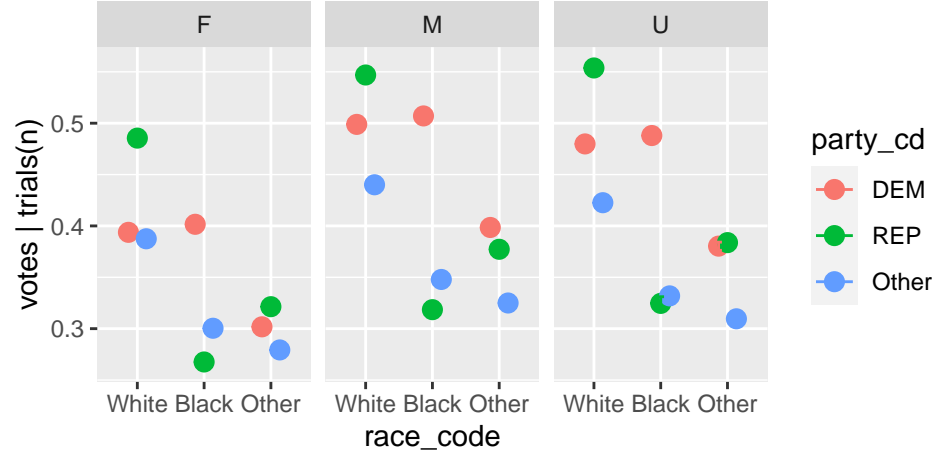 F M U
votes | trials(n)
0.5
0.4
0.3
White Black Other White Black Other White Black Other
race_code
party_cd
DEM
REP
Other